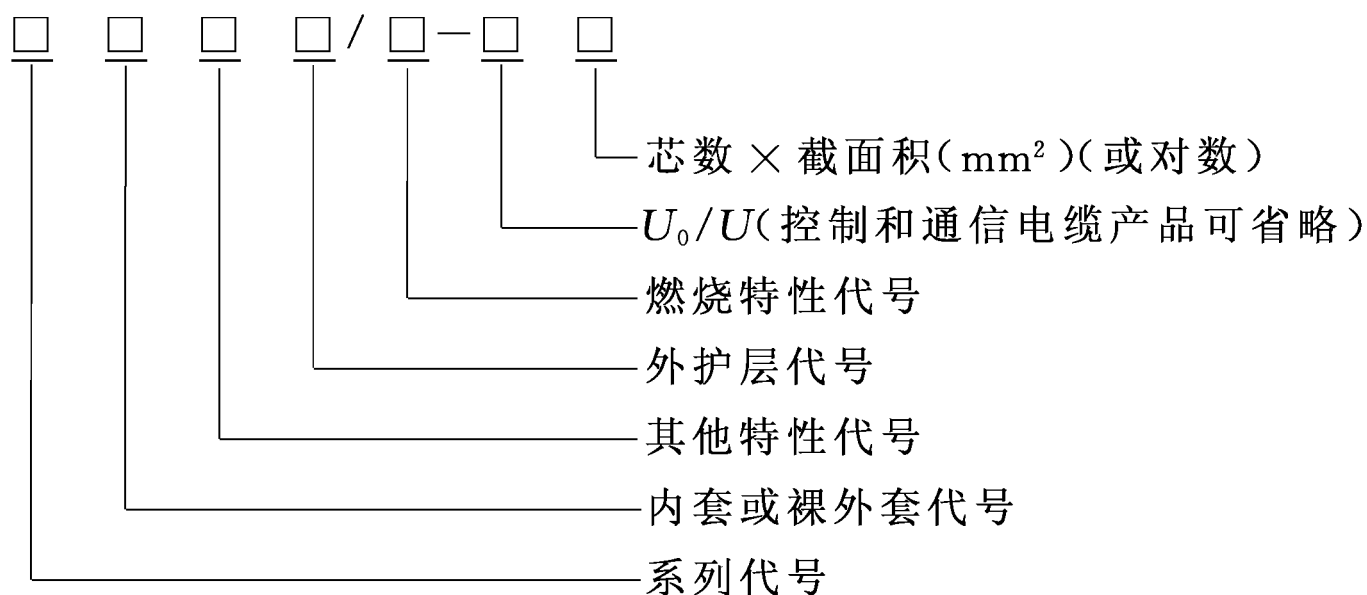 □ □ □ □/□-□ □
芯数×截面积(mm²)(或对数)
U₀/U(控制和通信电缆产品可省略)
燃烧特性代号
外护层代号
其他特性代号
内套或裸外套代号
系列代号